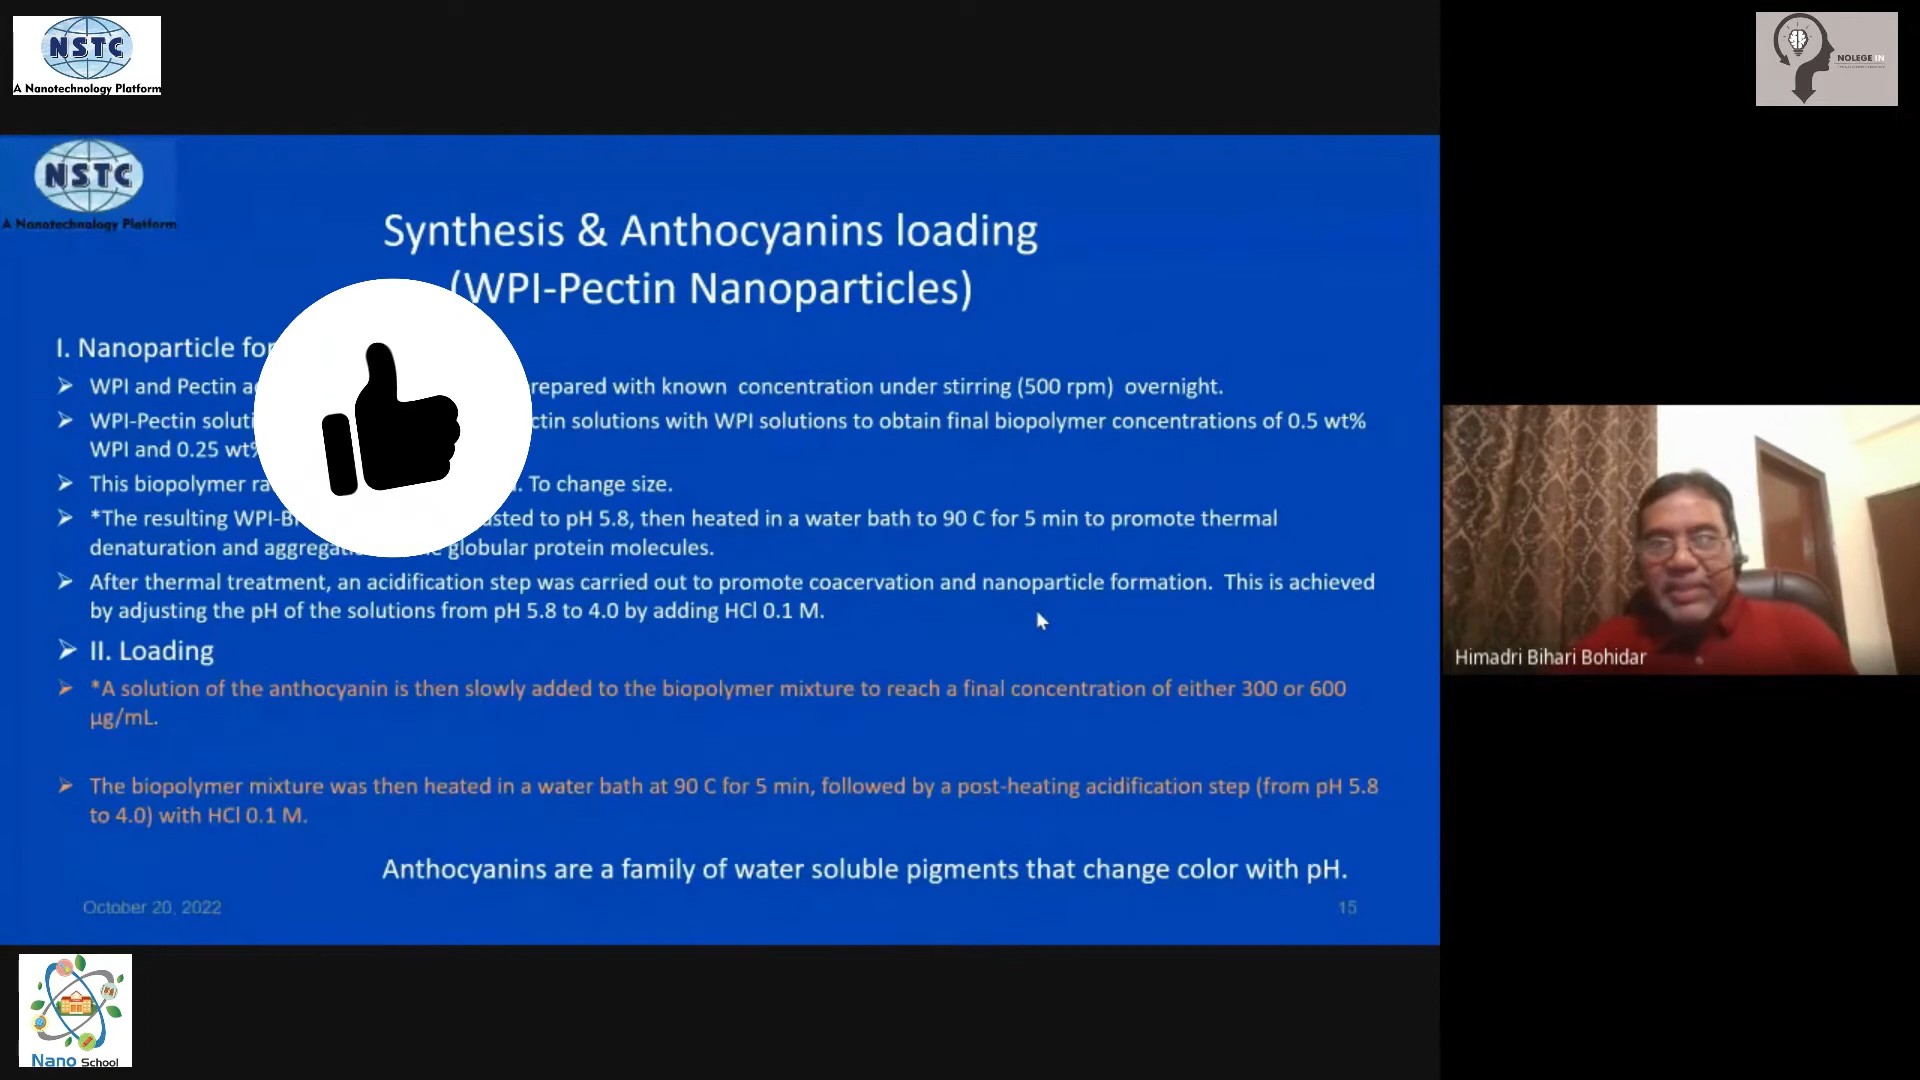 NSTC
A Nanotechnology Platform
NOLEGE IN
NSTC
A Nanotechnology Platform
Synthesis & Anthocyanins loading
(WPI-Pectin Nanoparticles)
I. Nanoparticle
WPI and Pectin with known concentration under stirring (500 rpm) overnight.
WPI-Pectin solutions with WPI solutions to obtain final biopolymer concentrations of 0.5 wt%
WPI and 0.25
This biopolymer To change size.
*The resulting to pH 5.8, then heated in a water bath to 90 C for 5 min to promote thermal
denaturation and globular protein molecules.
After thermal treatment, an acidification step was carried out to promote coacervation and nanoparticle formation. This is achieved
by adjusting the pH of the solutions from pH 5.8 to 4.0 by adding HCl 0.1 M.
II. Loading
*A solution of the anthocyanin is then slowly added to the biopolymer mixture to reach a final concentration of either 300 or 600
µg/mL.
The biopolymer mixture was then heated in a water bath at 90 C for 5 min, followed by a post-heating acidification step (from pH 5.8
to 4.0) with HCl 0.1 M.
Anthocyanins are a family of water soluble pigments that change color with pH.
October 20, 2022
15
Himadri Bihari Bohidar
Nano School